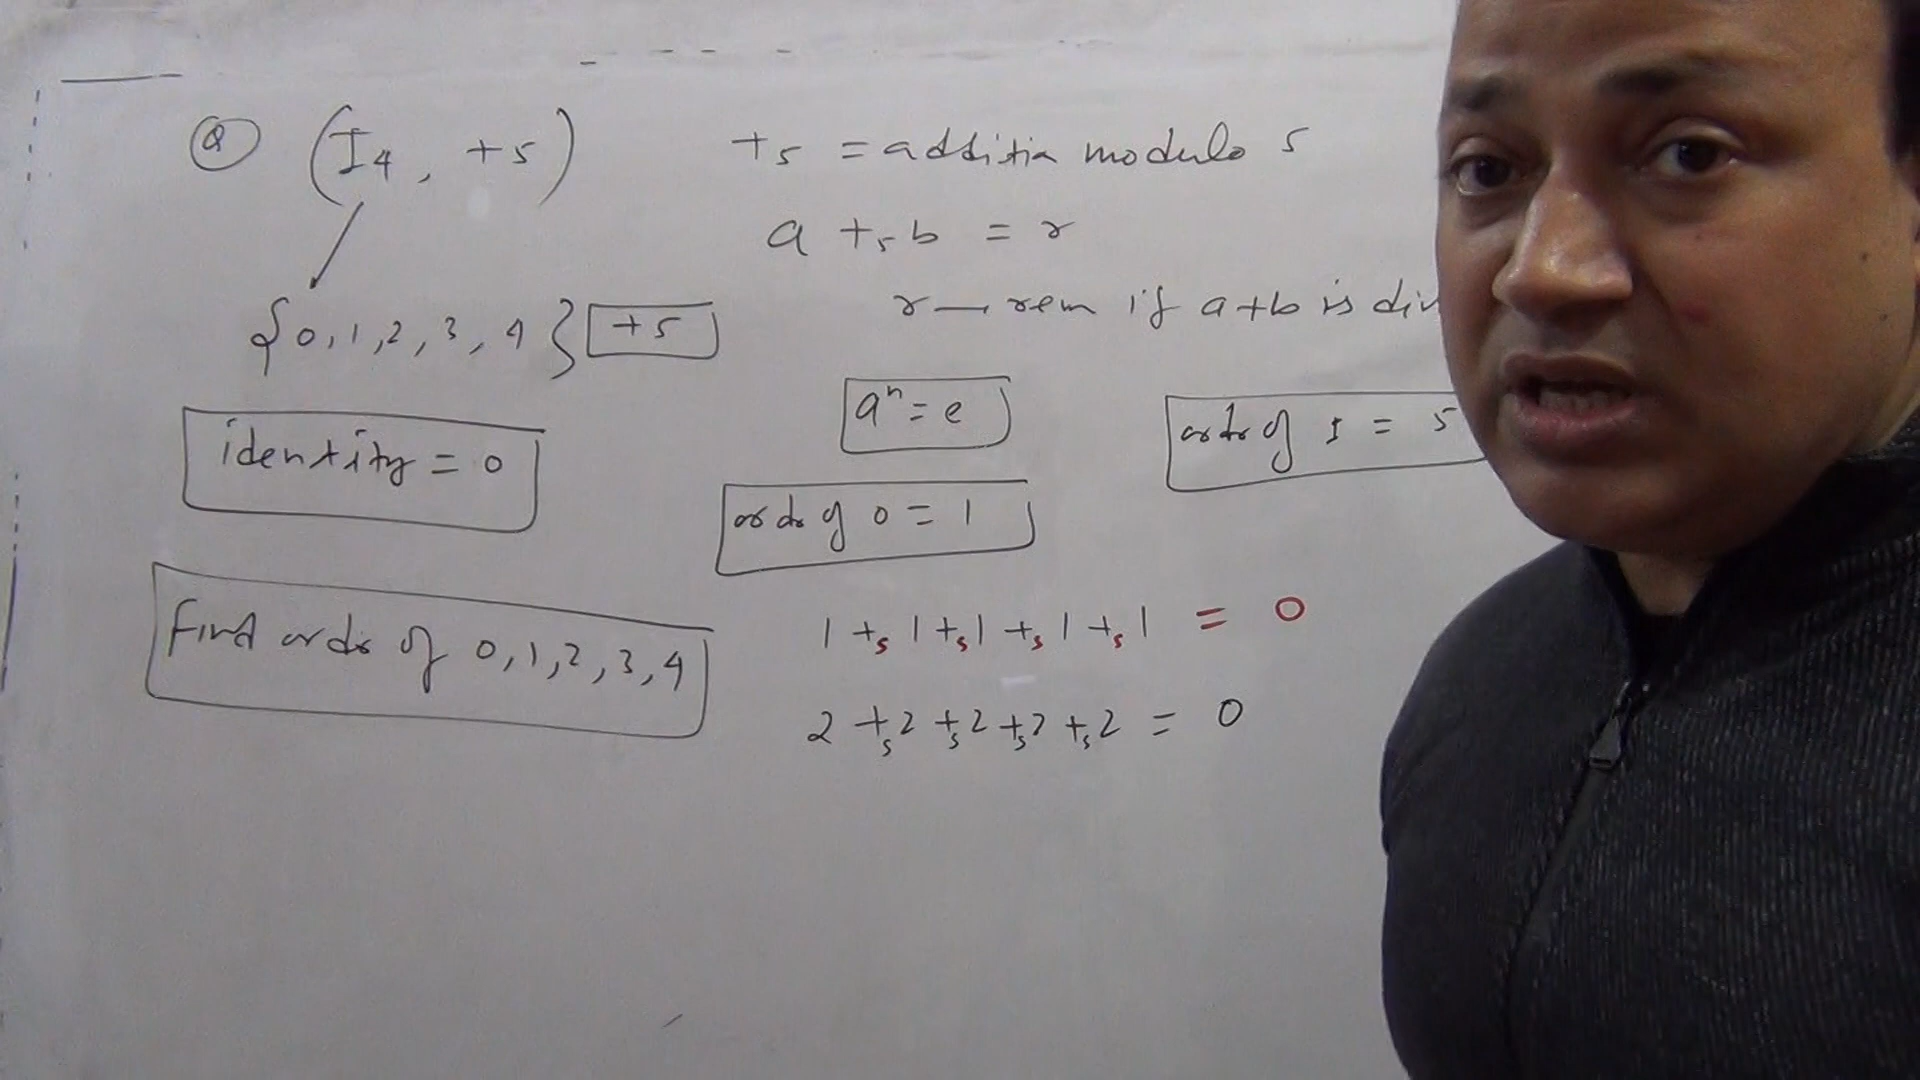 Q (I4, +5)
+5 = addition modulo 5
a +5 b = r
{0, 1, 2, 3, 4} +5
r — rem if a+b is div
a^n = e
identity = 0
order of 1 = 5
order of 0 = 1
find order of 0, 1, 2, 3, 4
1 +5 1 +5 1 +5 1 +5 1 = 0
2 +5 2 +5 2 +5 2 +5 2 = 0